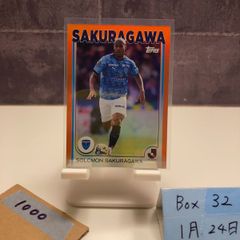 SAKURAGAWA
Topps
SOLOMON SAKURAGAWA
1000
Box 32
1月24日